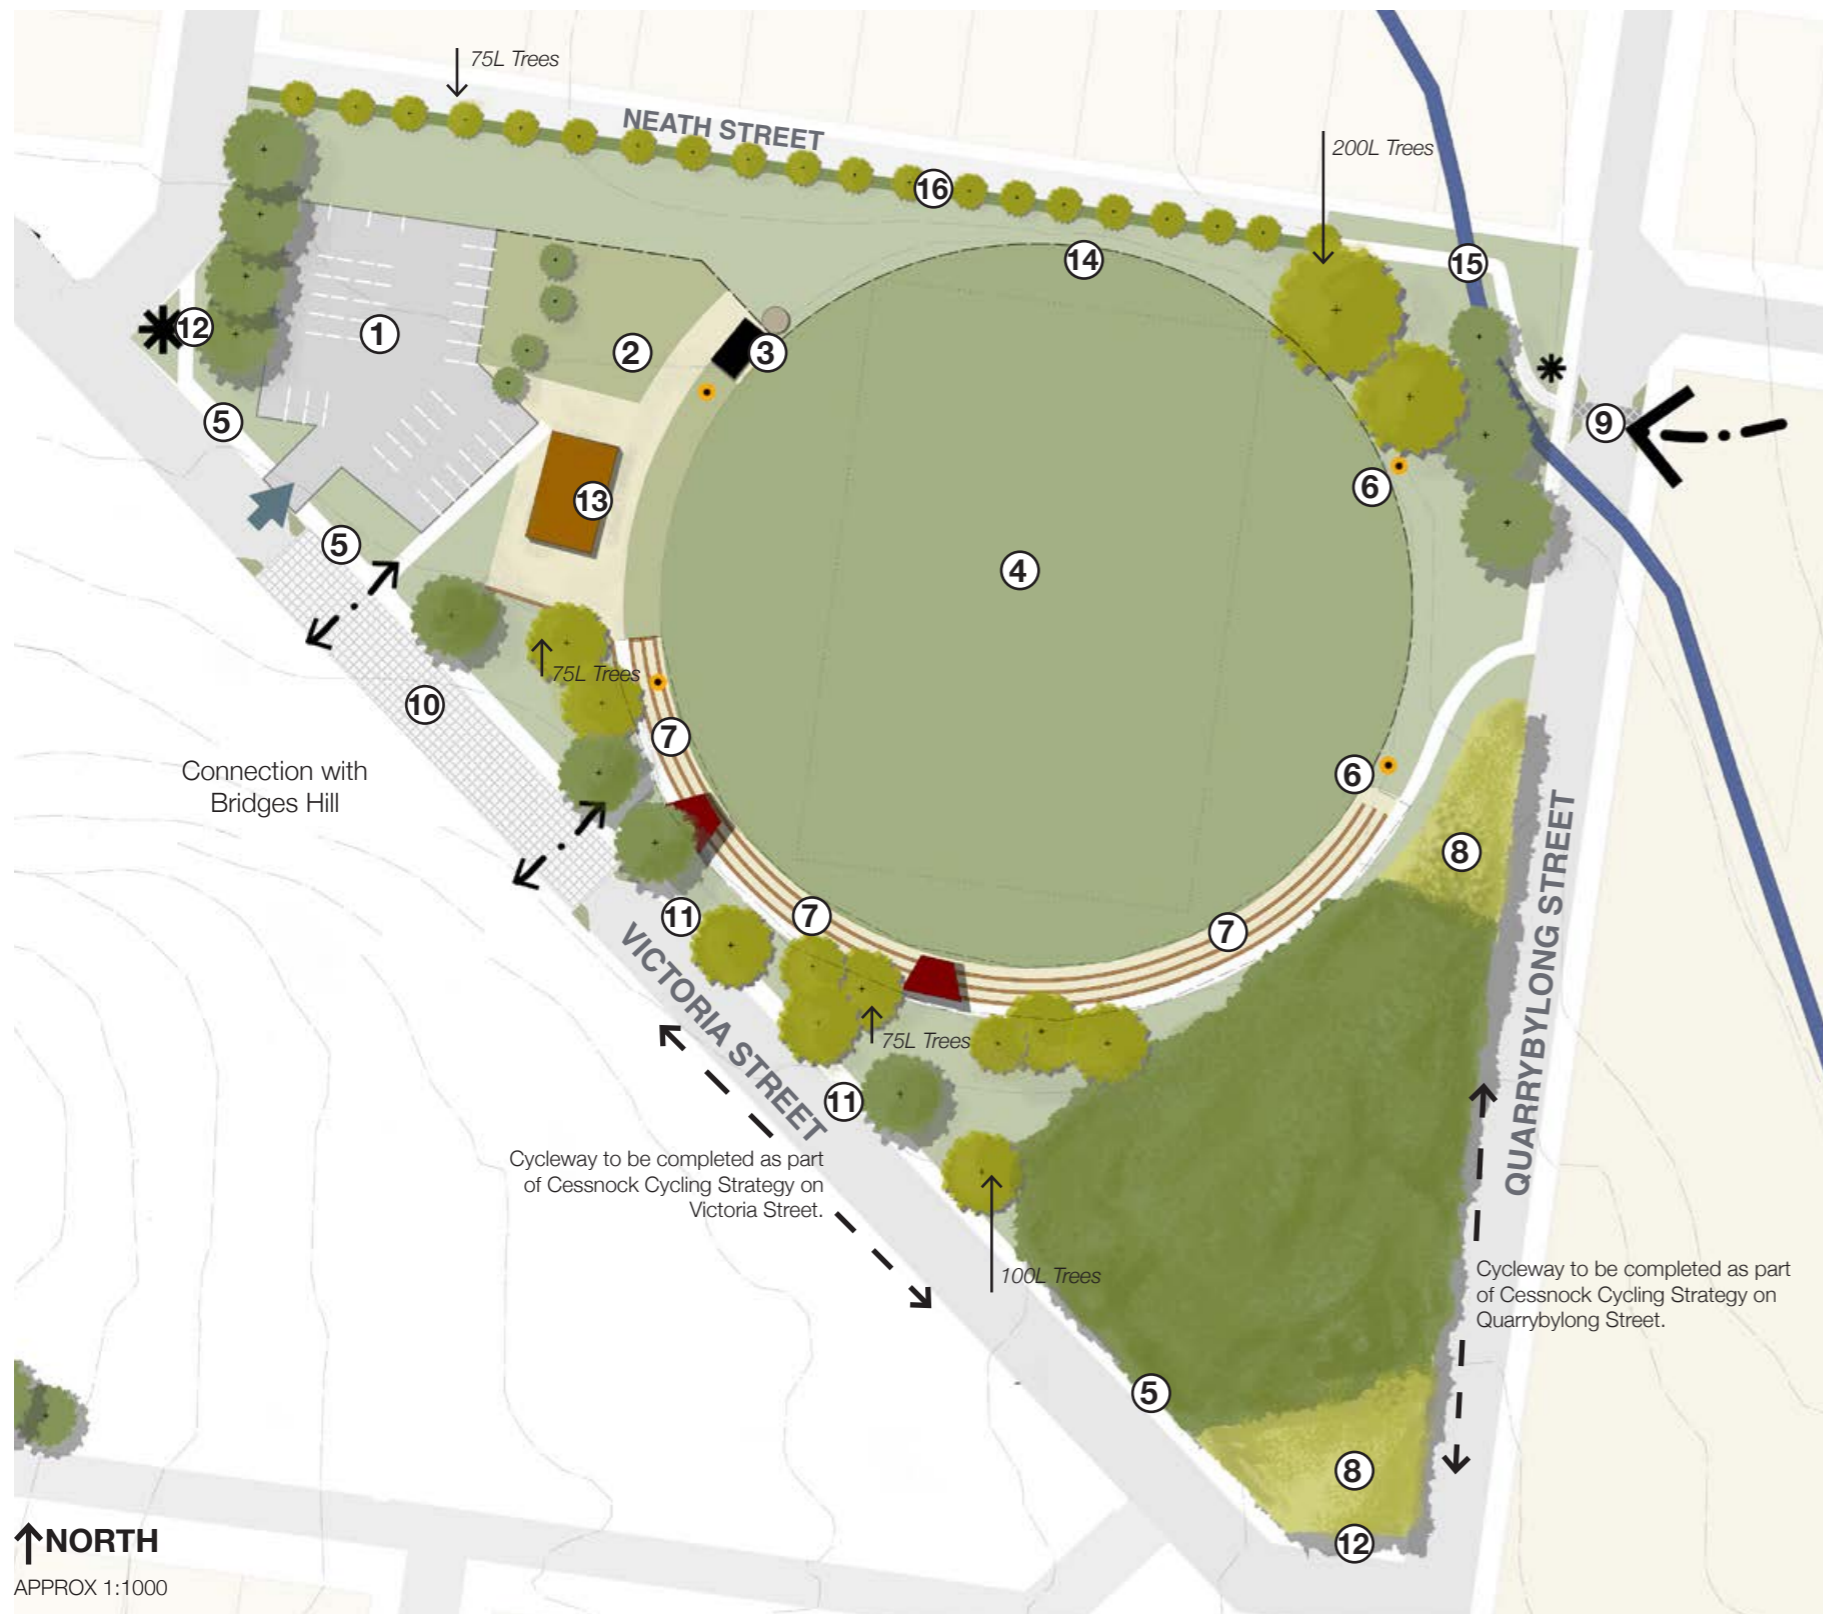 75L Trees
NEATH STREET
200L Trees
16
14
15
12
1
2
3
9
5
6
13
5
4
75L Trees
10
7
6
Connection with
Bridges Hill
8
11
7
7
VICTORIA STREET
QUARRYBYLONG STREET
75L Trees
11
Cycleway to be completed as part
of Cessnock Cycling Strategy on
Victoria Street.
100L Trees
Cycleway to be completed as part
of Cessnock Cycling Strategy on
Quarrybylong Street.
5
8
12
NORTH
APPROX 1:1000